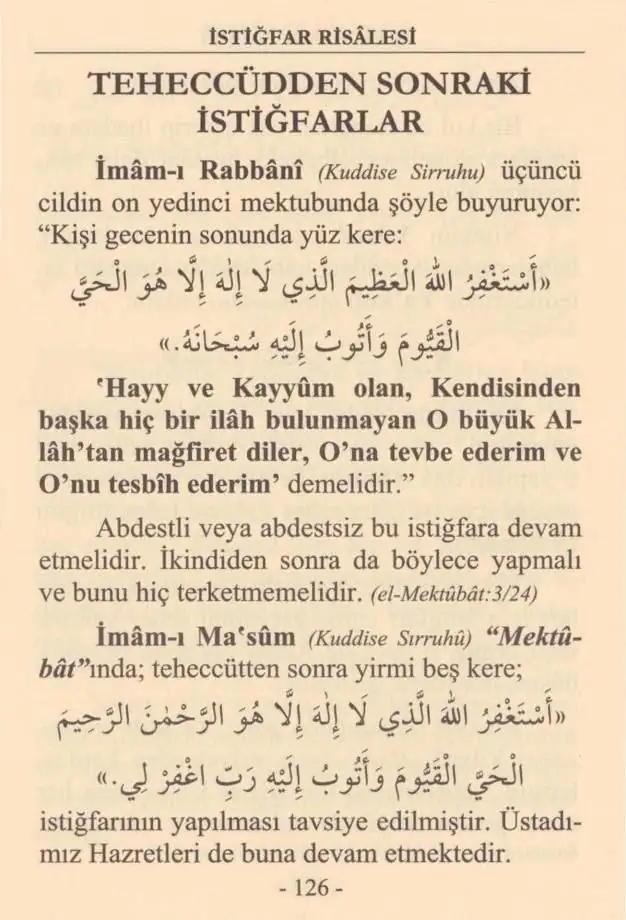 İSTİĞFAR RİSÂLESİ
TEHECCÜDDEN SONRAKİ
İSTİĞFARLAR
İmâm-ı Rabbânî (Kuddise Sirruhu) üçüncü
cildin on yedinci mektubunda şöyle buyuruyor:
“Kişi gecenin sonunda yüz kere:
«أَسْتَغْفِرُ اللهَ الْعَظِيمَ الَّذِي لَا إِلٰهَ إِلَّا هُوَ الْحَيَّ
الْقَيُّومَ وَأَتُوبُ إِلَيْهِ سُبْحَانَهُ.»
‘Hayy ve Kayyûm olan, Kendisinden
başka hiç bir ilâh bulunmayan O büyük Al-
lâh’tan mağfiret diler, O’na tevbe ederim ve
O’nu tesbîh ederim’ demelidir.”
Abdestli veya abdestsiz bu istiğfara devam
etmelidir. İkindiden sonra da böylece yapmalı
ve bunu hiç terketmemelidir. (el-Mektûbât:3/24)
İmâm-ı Ma‘sûm (Kuddise Sırruhû) “Mektû-
bât”ında; teheccütten sonra yirmi beş kere;
«أَسْتَغْفِرُ اللهَ الَّذِي لَا إِلٰهَ إِلَّا هُوَ الرَّحْمٰنَ الرَّحِيمَ
الْحَيَّ الْقَيُّومَ وَأَتُوبُ إِلَيْهِ رَبِّ اغْفِرْ لِي.»
istiğfarının yapılması tavsiye edilmiştir. Üstadı-
mız Hazretleri de buna devam etmektedir.
- 126 -